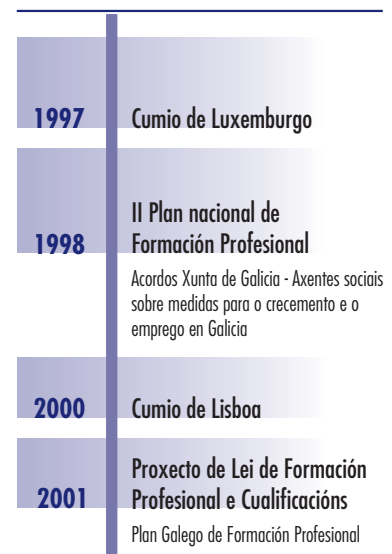 1997
Cumio de Luxemburgo
II Plan nacional de
1998
Formación Profesional
Acordos Xunta de Galicia - Axentes sociais
sobre medidas para o crecemento e o
emprego en Galicia
2000
Cumio de Lisboa
Proxecto de Lei de Formación
2001
Profesional e Cualificacións
Plan Galego de Formación Profesional